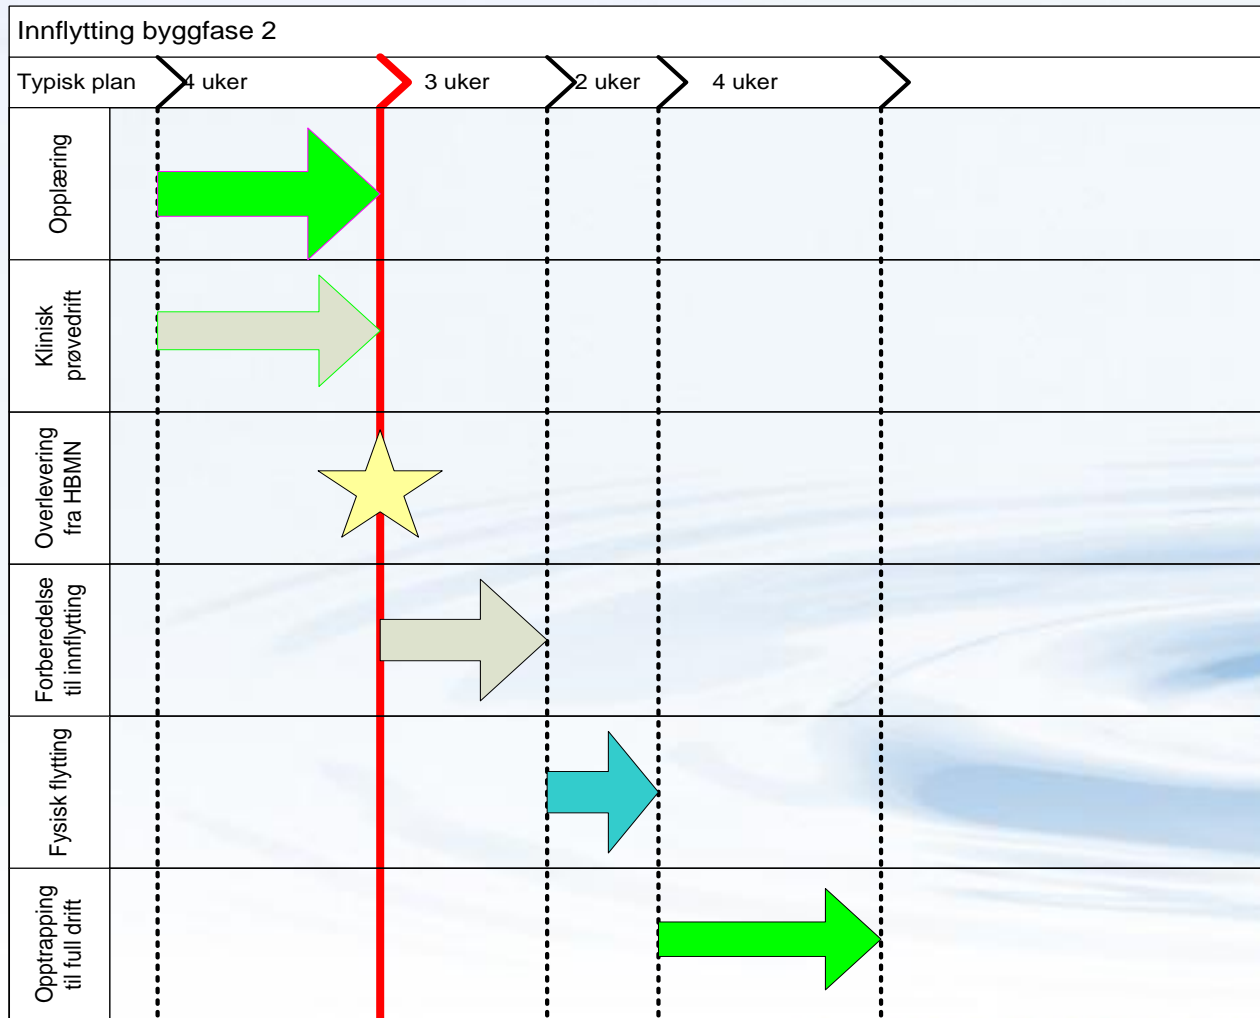 Innflytting byggfase 2
Typisk plan
4 uker
3 uker
2 uker
4 uker
Opplæring
Klinisk
prøvedrift
Overlevering
fra HBMN
Forberedelse
til innflytting
Fysisk flytting
Opptrapping
til full drift